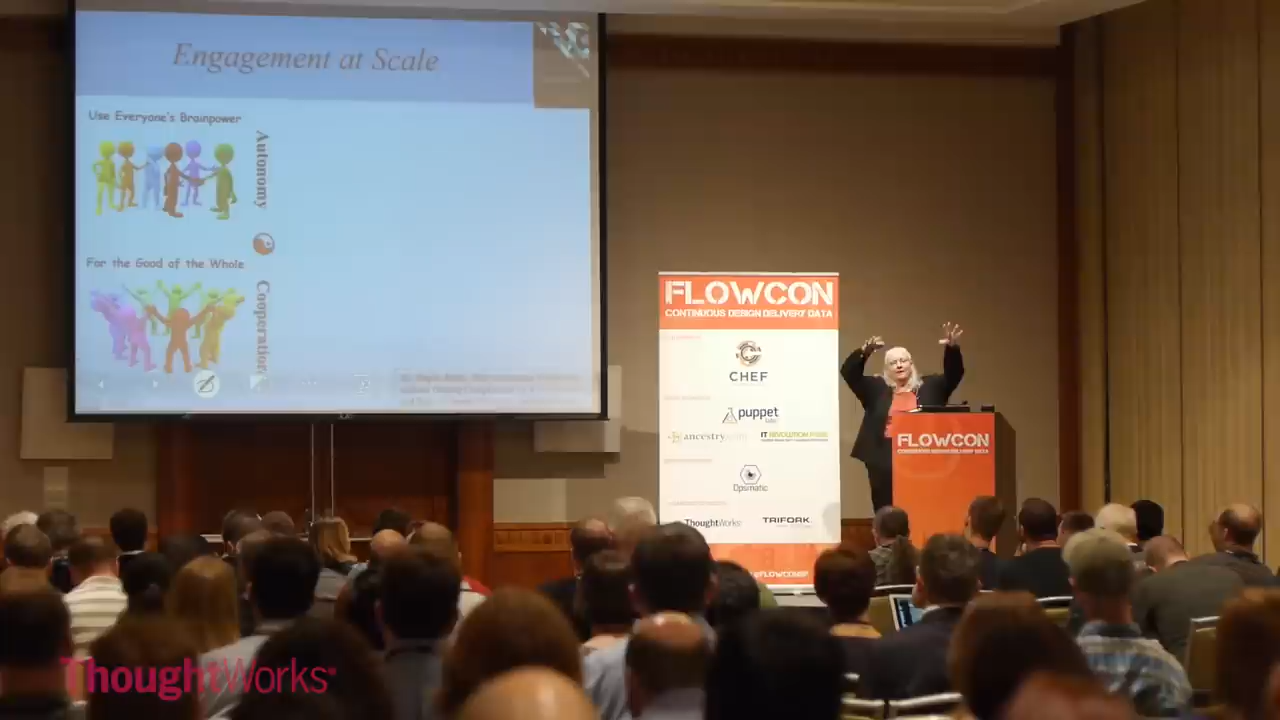 Engagement at Scale
Use Everyone's Brainpower
Autonomy
For the Good of the Whole
Cooperation
FLOWCON
CONTINUOUS DESIGN DELIVERY DATA
CHEF
puppet
labs
ancestry
IT REVOLUTION PRESS
Opsmatic
ThoughtWorks
TRIFORK.
#FLOWCONSF
FLOWCON
CONTINUOUS DESIGN DELIVERY DATA
ThoughtWorks®